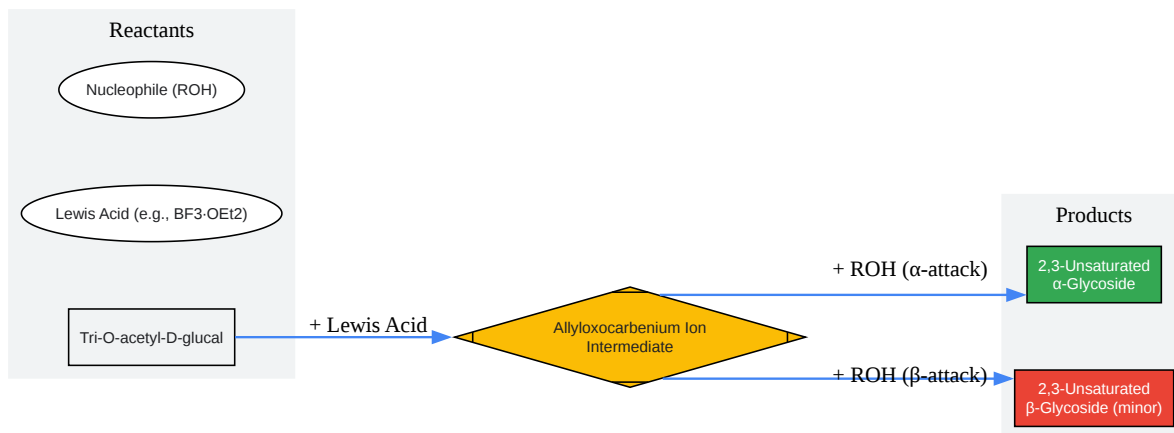 Reactants
Nucleophile (ROH)
Lewis Acid (e.g., BF3·OEt2)
Tri-O-acetyl-D-glucal
+ Lewis Acid
Allyloxocarbenium Ion
Intermediate
+ ROH (α-attack)
+ ROH (β-attack)
Products
2,3-Unsaturated
α-Glycoside
2,3-Unsaturated
β-Glycoside (minor)